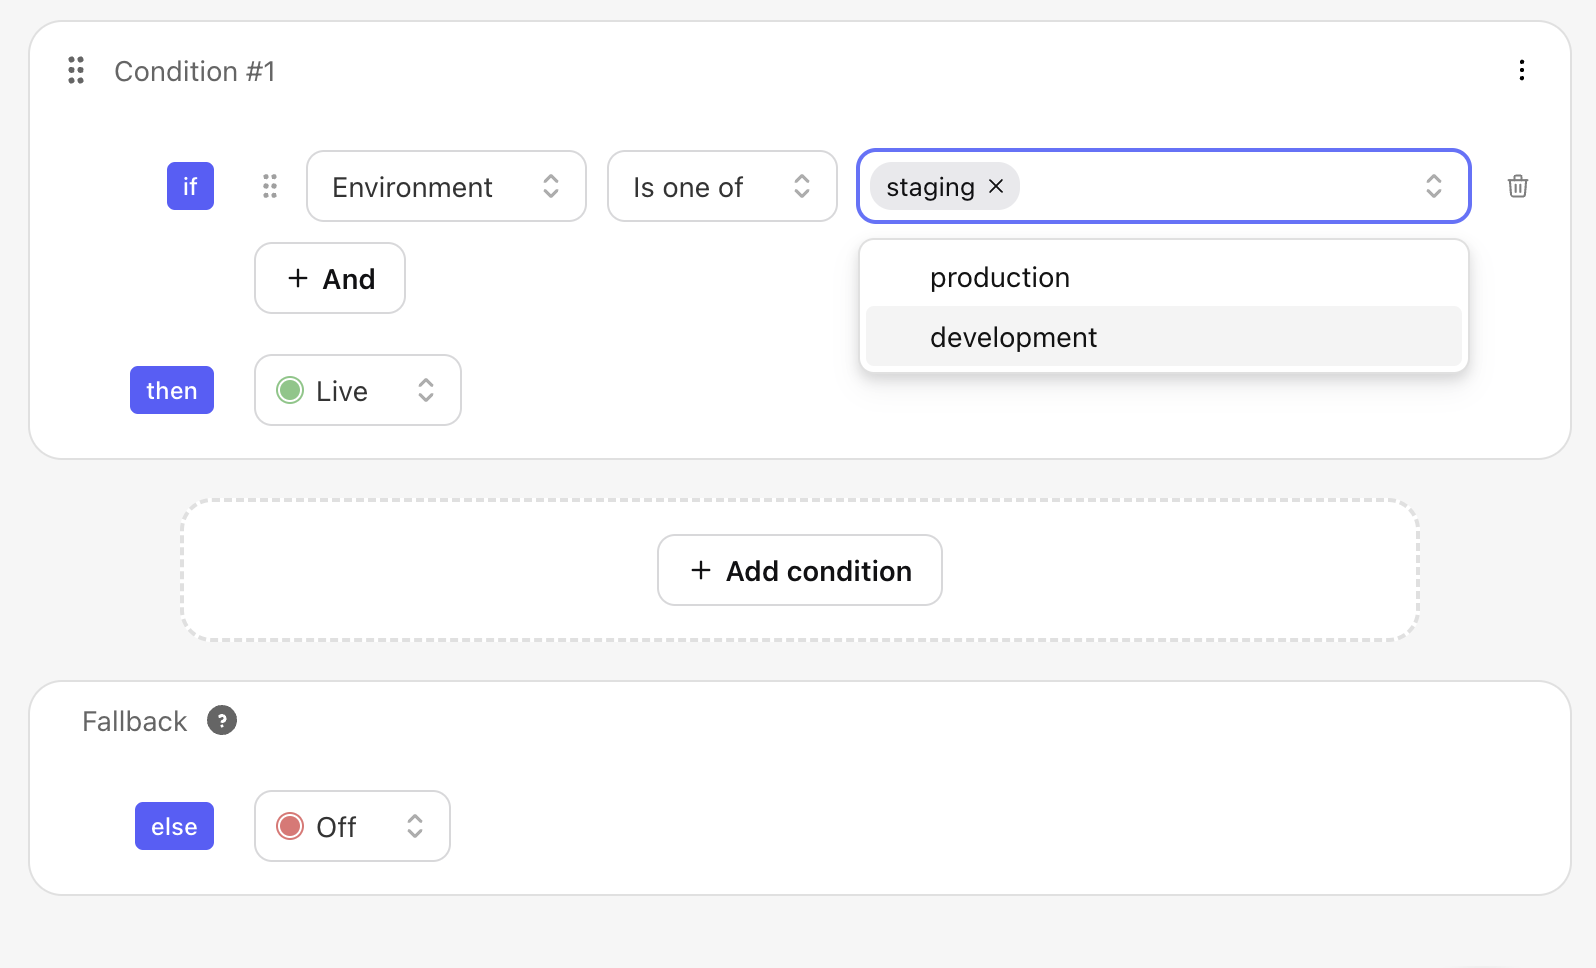 Condition #1
if Environment Is one of staging
+ And
production
development
then Live
+ Add condition
Fallback ?
else Off